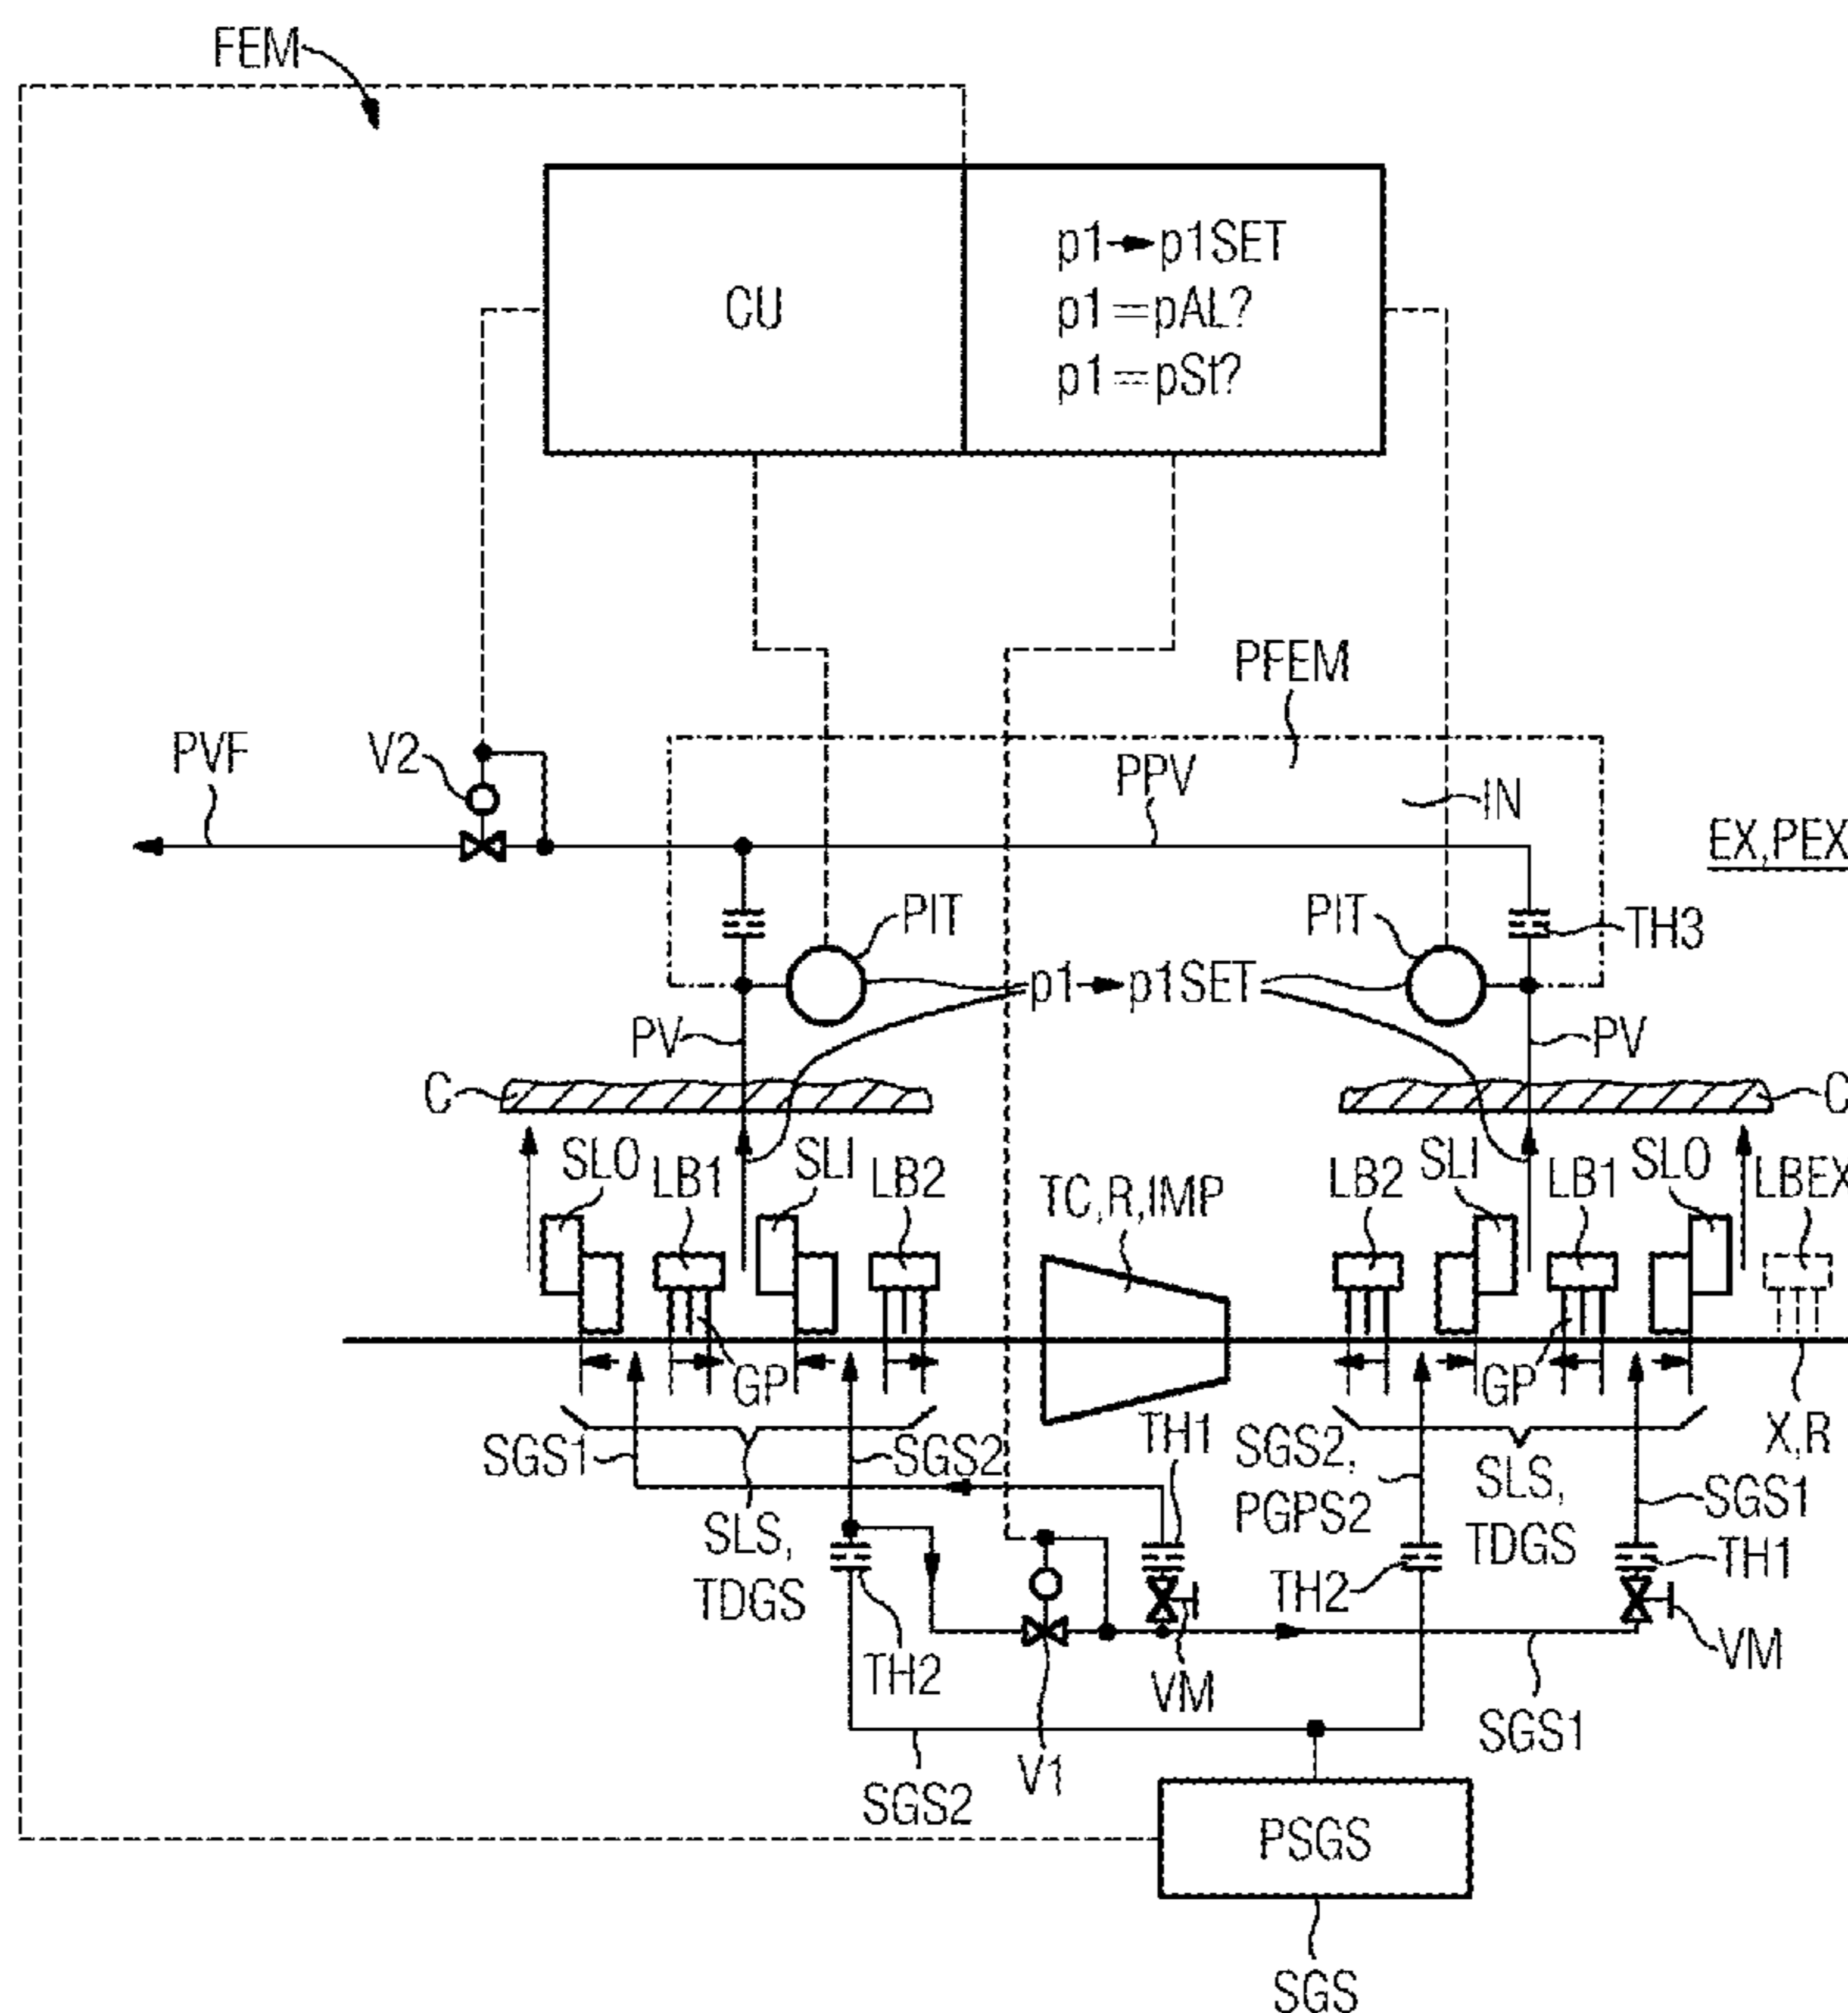 FEM
CU
p1→p1SET
p1=pAL?
p1=pSt?
PFEM
PVF
V2
PPV
IN
EX,PEX
PIT
PIT
TH3
p1→p1SET
PV
PV
C
C
SLO
LB1
SLI
LB2
TC,R,IMP
LB2
SLI
LB1
SLO
LBEX
GP
GP
SGS1
SGS2
TH1
SGS2,
PGPS2
X,R
SLS,
TDGS
SLS,
TDGS
SGS1
TH2
TH2
TH1
VM
VM
SGS2
V1
SGS1
PSGS
SGS